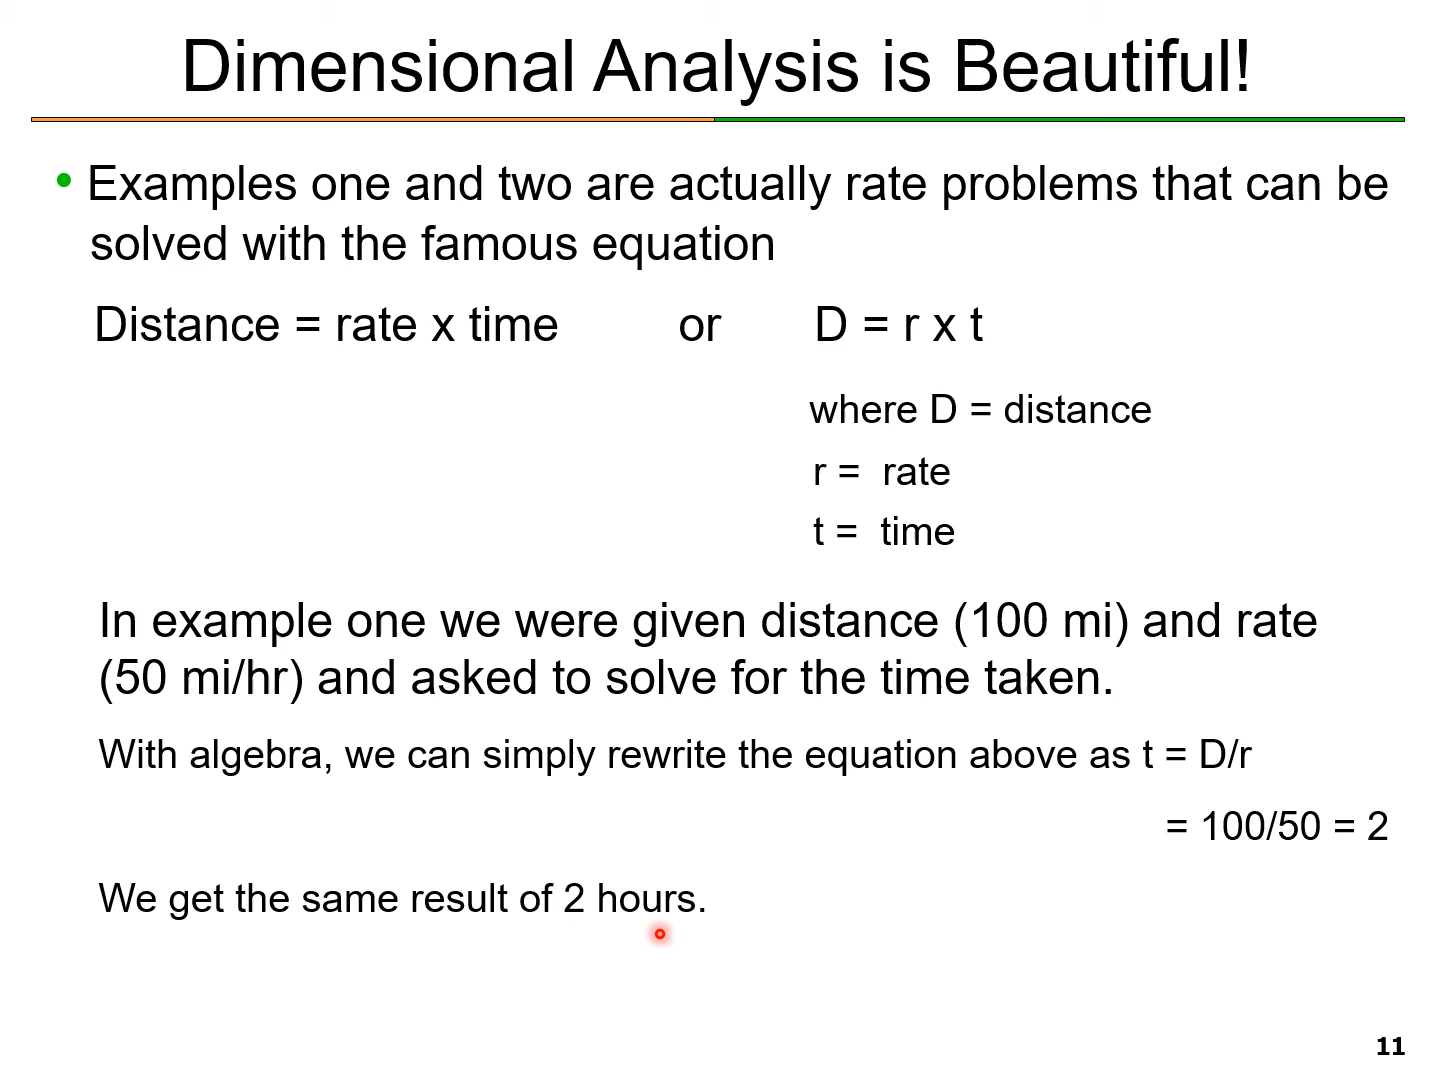 Dimensional Analysis is Beautiful!
• Examples one and two are actually rate problems that can be
solved with the famous equation
Distance = rate x time or D = r x t
where D = distance
r = rate
t = time
In example one we were given distance (100 mi) and rate
(50 mi/hr) and asked to solve for the time taken.
With algebra, we can simply rewrite the equation above as t = D/r
= 100/50 = 2
We get the same result of 2 hours.
11